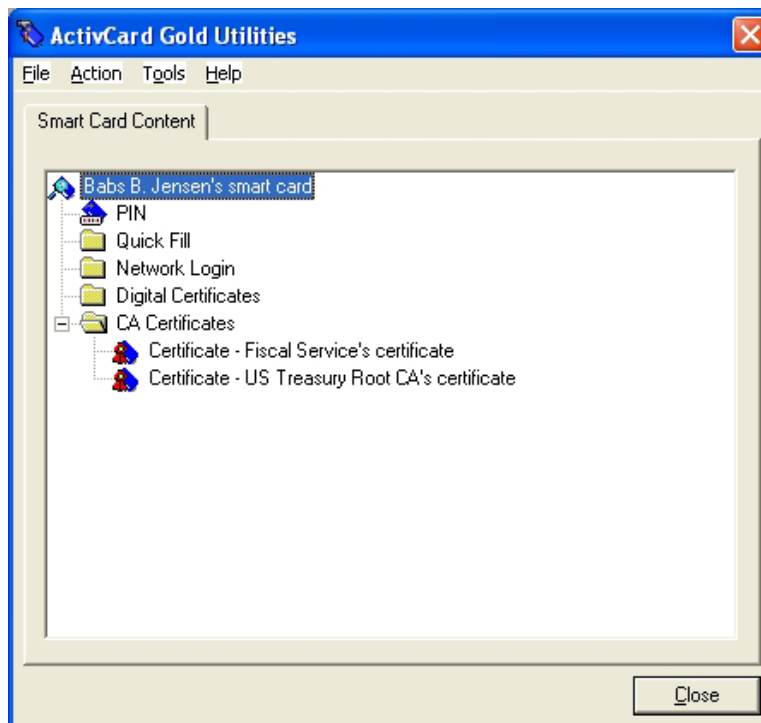 ActivCard Gold Utilities
File Action Tools Help
Smart Card Content
Babs B. Jensen's smart card
PIN
Quick Fill
Network Login
Digital Certificates
CA Certificates
Certificate - Fiscal Service's certificate
Certificate - US Treasury Root CA's certificate
Close